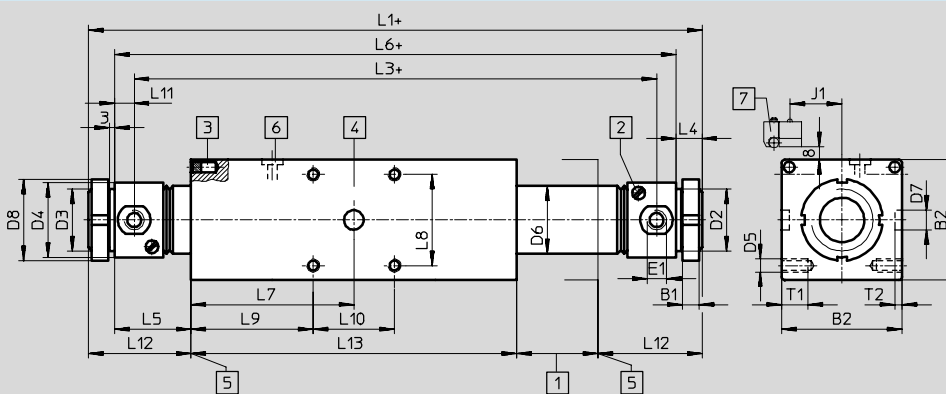 L1+
L6+
L3+
L11
3
3
6
4
2
L4
7
J1
8
D8
D4
D3
L8
D6
D2
E1
B1
D7
B2
D5
T1
T2
B2
L7
L5
L9
L10
L12
L13
L12
5
1
5